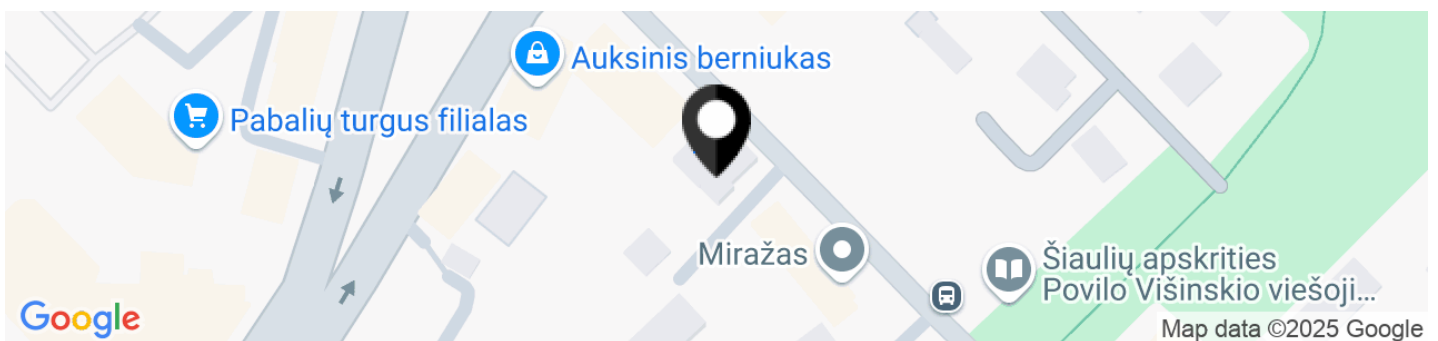 Auksinis berniukas
Pabalių turgus filialas
Miražas
Šiaulių apskrities
Povilo Višinskio viešoji...
Google
Map data ©2025 Google